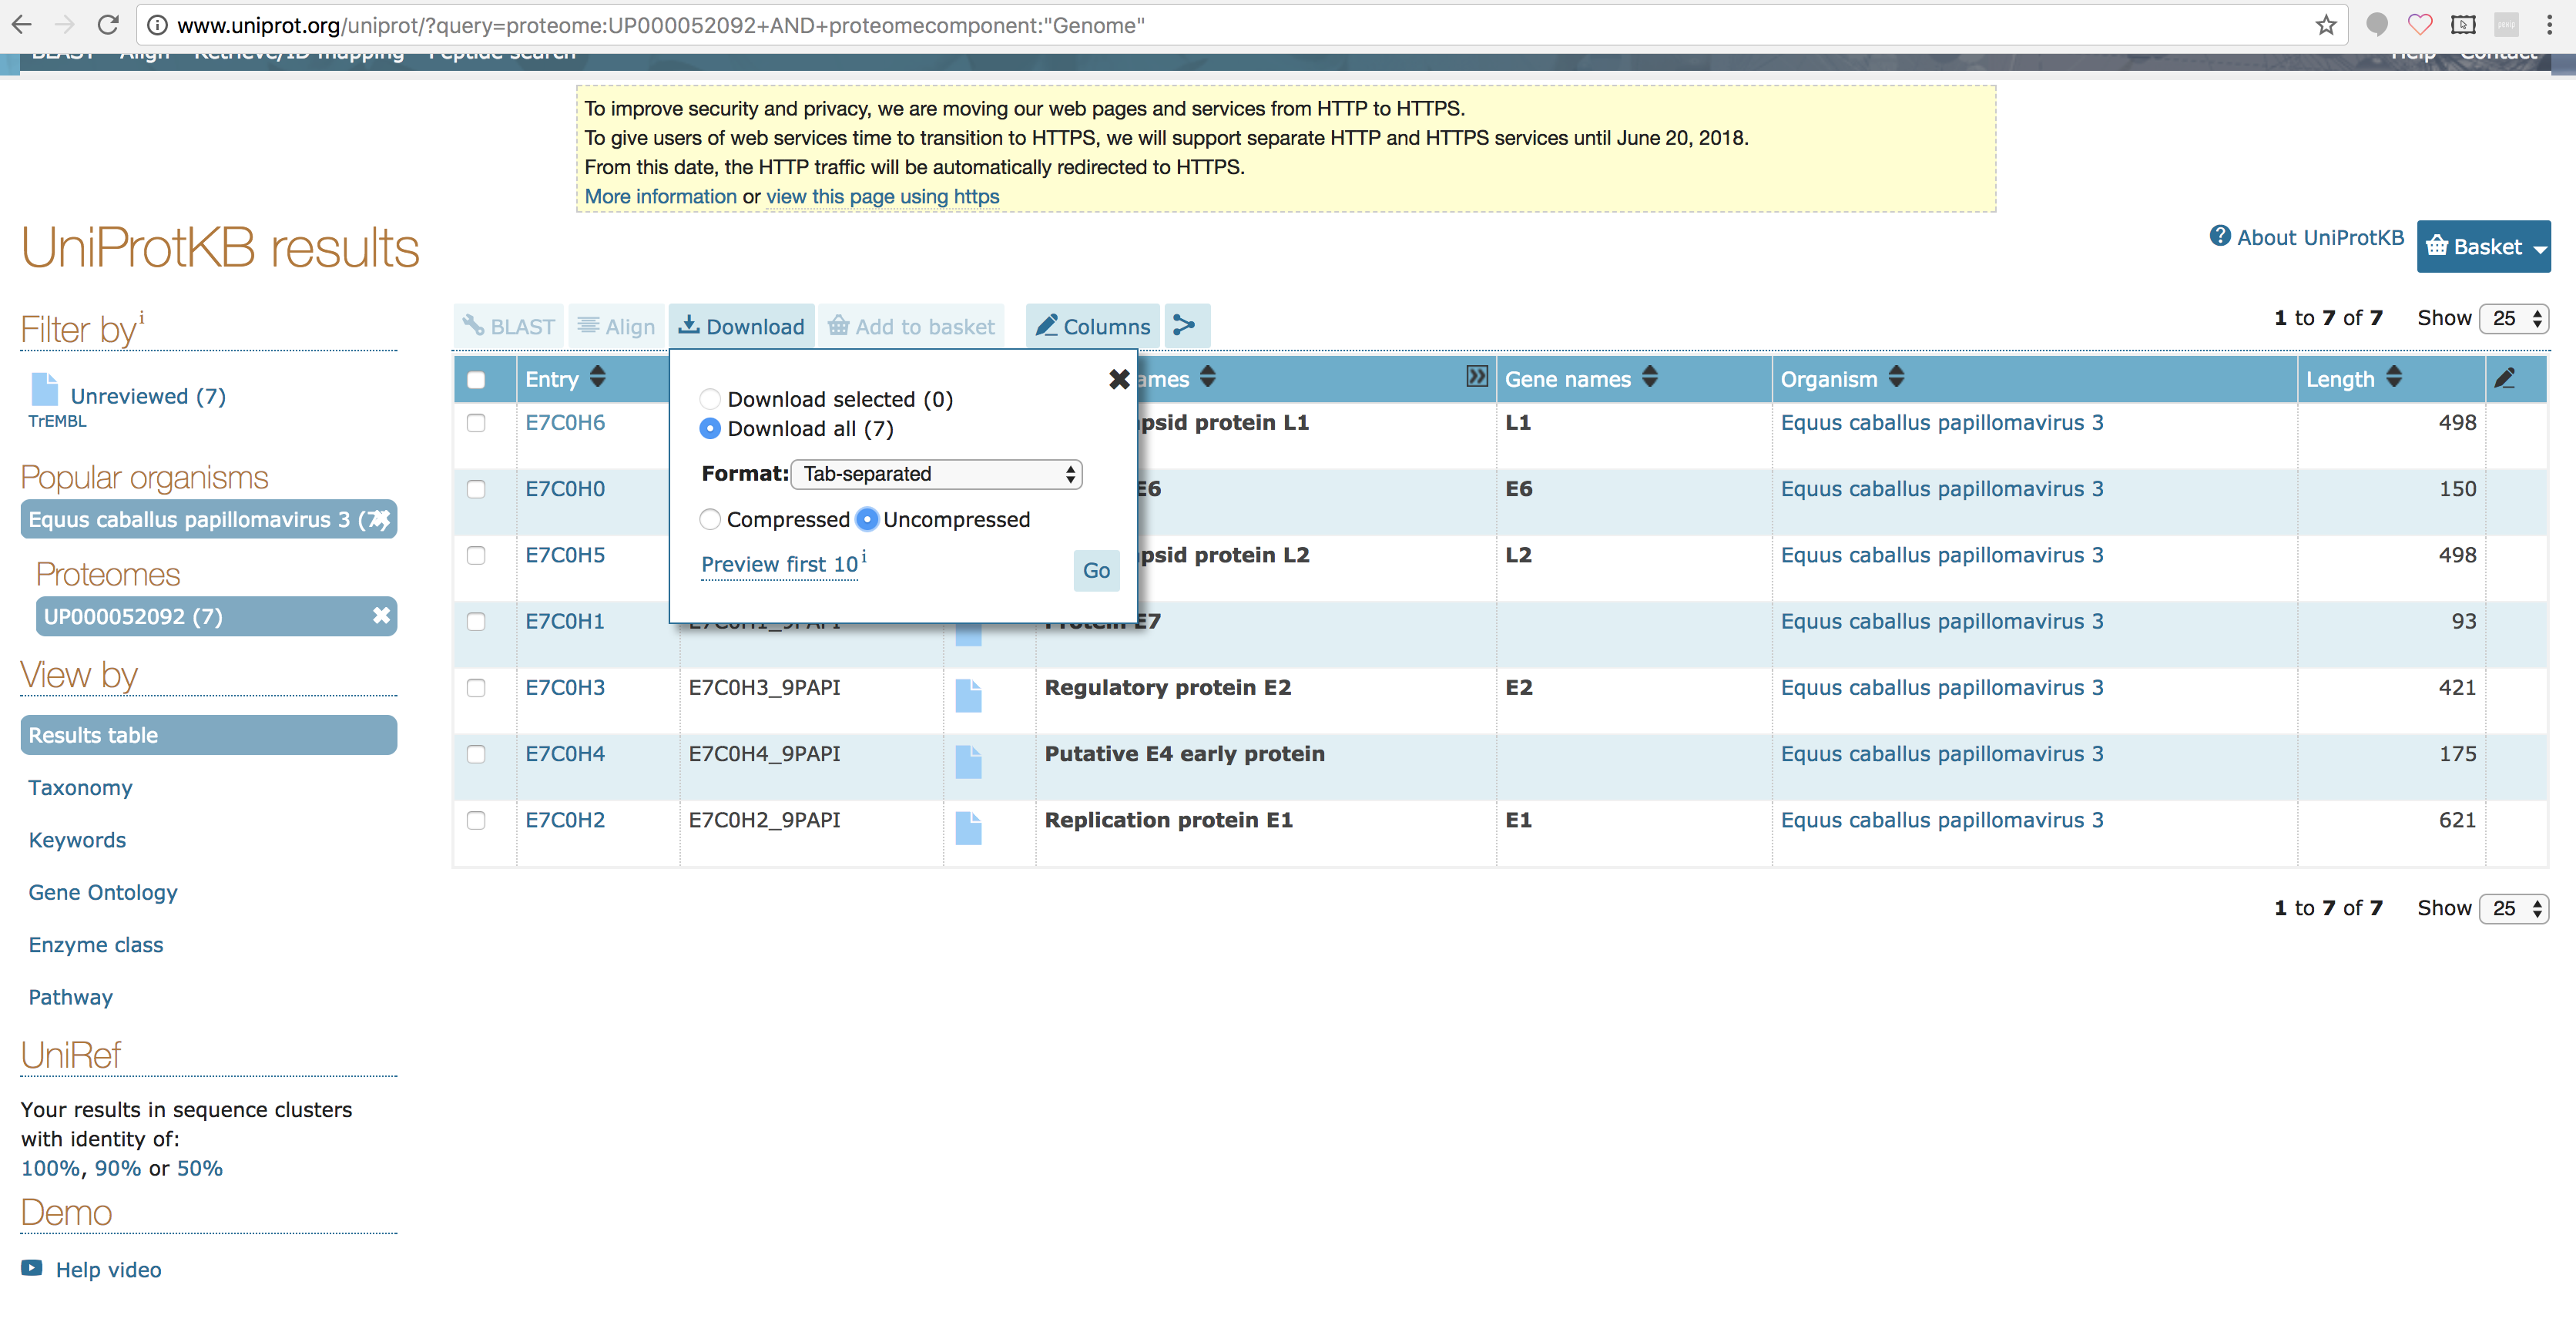 www.uniprot.org/uniprot/?query=proteome:UP000052092+AND+proteomecomponent:"Genome"
BLAST Align Retrieve/ID mapping Peptide search Help Contact
To improve security and privacy, we are moving our web pages and services from HTTP to HTTPS.
To give users of web services time to transition to HTTPS, we will support separate HTTP and HTTPS services until June 20, 2018.
From this date, the HTTP traffic will be automatically redirected to HTTPS.
More information or view this page using https
UniProtKB results
About UniProtKB
Basket
Filter by i
Unreviewed (7)
TrEMBL
Popular organisms
Equus caballus papillomavirus 3 (7)
Proteomes
UP000052092 (7)
View by
Results table
Taxonomy
Keywords
Gene Ontology
Enzyme class
Pathway
UniRef
Your results in sequence clusters
with identity of:
100%, 90% or 50%
Demo
Help video
BLAST Align Download Add to basket Columns
1 to 7 of 7 Show 25
Entry ames Gene names Organism Length
Download selected (0)
Download all (7)
Format: Tab-separated
Compressed Uncompressed
Preview first 10 i
Go
E7C0H6 psid protein L1 L1 Equus caballus papillomavirus 3 498
E7C0H0 E6 E6 Equus caballus papillomavirus 3 150
E7C0H5 psid protein L2 L2 Equus caballus papillomavirus 3 498
E7C0H1 E7C0H1_9PAPI Protein E7 Equus caballus papillomavirus 3 93
E7C0H3 E7C0H3_9PAPI Regulatory protein E2 E2 Equus caballus papillomavirus 3 421
E7C0H4 E7C0H4_9PAPI Putative E4 early protein Equus caballus papillomavirus 3 175
E7C0H2 E7C0H2_9PAPI Replication protein E1 E1 Equus caballus papillomavirus 3 621
1 to 7 of 7 Show 25